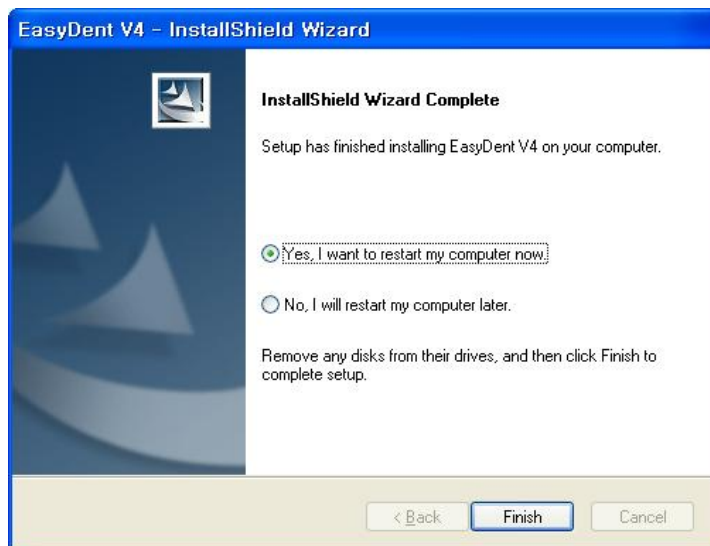 EasyDent V4 - InstallShield Wizard
InstallShield Wizard Complete
Setup has finished installing EasyDent V4 on your computer.
Yes, I want to restart my computer now.
No, I will restart my computer later.
Remove any disks from their drives, and then click Finish to
complete setup.
< Back
Finish
Cancel